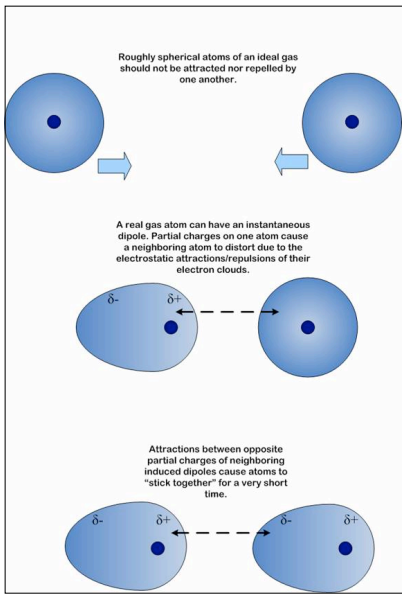 Roughly spherical atoms of an ideal gas
should not be attracted nor repelled by
one another.
A real gas atom can have an instantaneous
dipole. Partial charges on one atom cause
a neighboring atom to distort due to the
electrostatic attractions/repulsions of their
electron clouds.
δ- δ+
Attractions between opposite
partial charges of neighboring
induced dipoles cause atoms to
“stick together” for a very short
time.
δ- δ+ δ- δ+